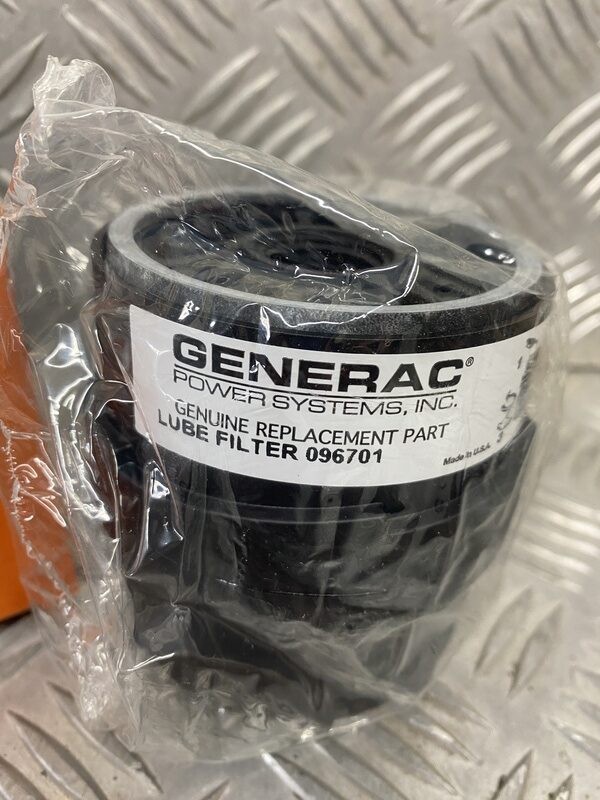 GENERAC®
POWER SYSTEMS, INC.
GENUINE REPLACEMENT PART
LUBE FILTER 096701
Made In U.S.A.